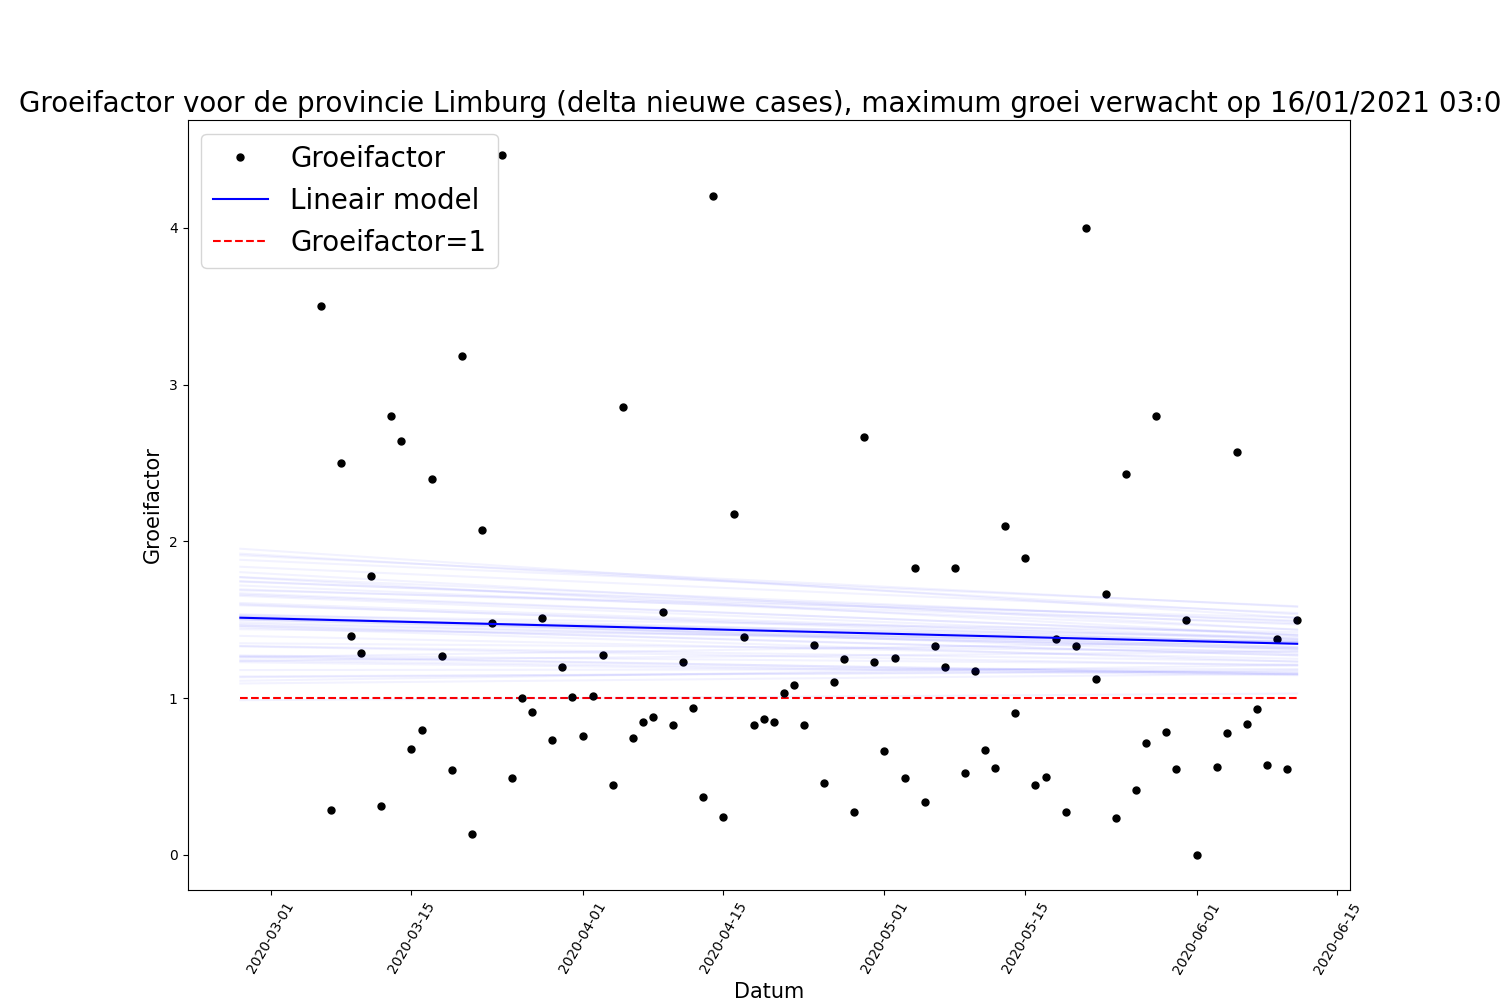 Groeifactor voor de provincie Limburg (delta nieuwe cases), maximum groei verwacht op 16/01/2021 03:0
Groeifactor
Lineair model
Groeifactor=1
Groeifactor
4
3
2
1
0
2020-03-01
2020-03-15
2020-04-01
2020-04-15
2020-05-01
2020-05-15
2020-06-01
2020-06-15
Datum